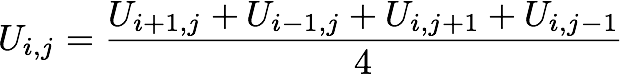 U_{i,j} = \frac{U_{i+1,j} + U_{i-1,j} + U_{i,j+1} + U_{i,j-1}}{4}